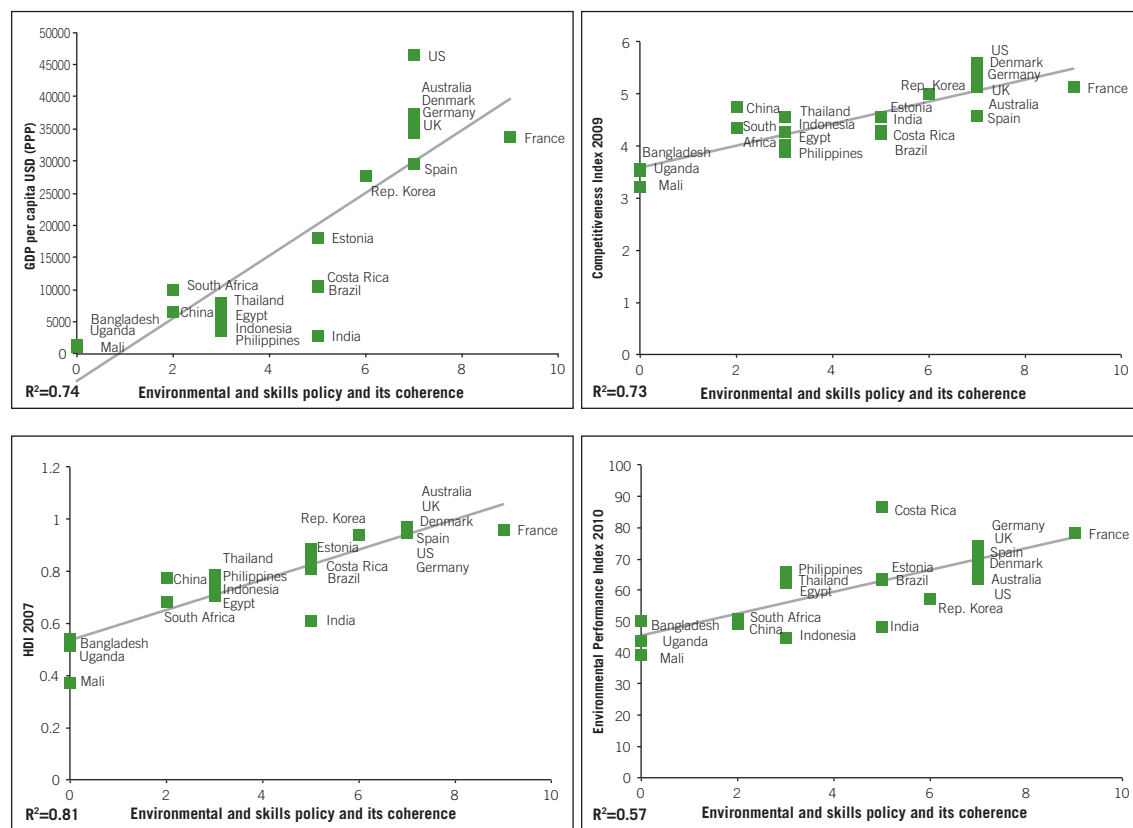 50000
45000
40000
35000
30000
25000
20000
15000
10000
5000
0
GDP per capita USD (PPP)
US
Australia
Denmark
Germany
UK
France
Spain
Rep. Korea
Estonia
Costa Rica
Brazil
South Africa
Thailand
China
Egypt
Bangladesh
Uganda
Indonesia
Philippines
India
Mali
0 2 4 6 8 10
R²=0.74 Environmental and skills policy and its coherence
6
5
4
3
2
1
0
Competitiveness Index 2009
US
Denmark
Germany
Rep. Korea
UK
France
China
Thailand
Estonia
Australia
South
Africa
Indonesia
India
Spain
Egypt
Costa Rica
Bangladesh
Philippines
Brazil
Uganda
Mali
0 2 4 6 8 10
R²=0.73 Environmental and skills policy and its coherence
1.2
1
0.8
0.6
0.4
0.2
0
HDI 2007
Australia
UK
Rep. Korea
Denmark
France
Spain
US
Germany
Estonia
Thailand
Costa Rica
China
Philippines
Brazil
Indonesia
Egypt
South Africa
India
Bangladesh
Uganda
Mali
0 2 4 6 8 10
R²=0.81 Environmental and skills policy and its coherence
100
90
80
70
60
50
40
30
20
10
0
Environmental Performance Index 2010
Costa Rica
Germany
UK
France
Spain
Denmark
Philippines
Estonia
Thailand
Brazil
Australia
Egypt
US
Rep. Korea
South Africa
Bangladesh
China
India
Uganda
Indonesia
Mali
0 2 4 6 8 10
R²=0.57 Environmental and skills policy and its coherence